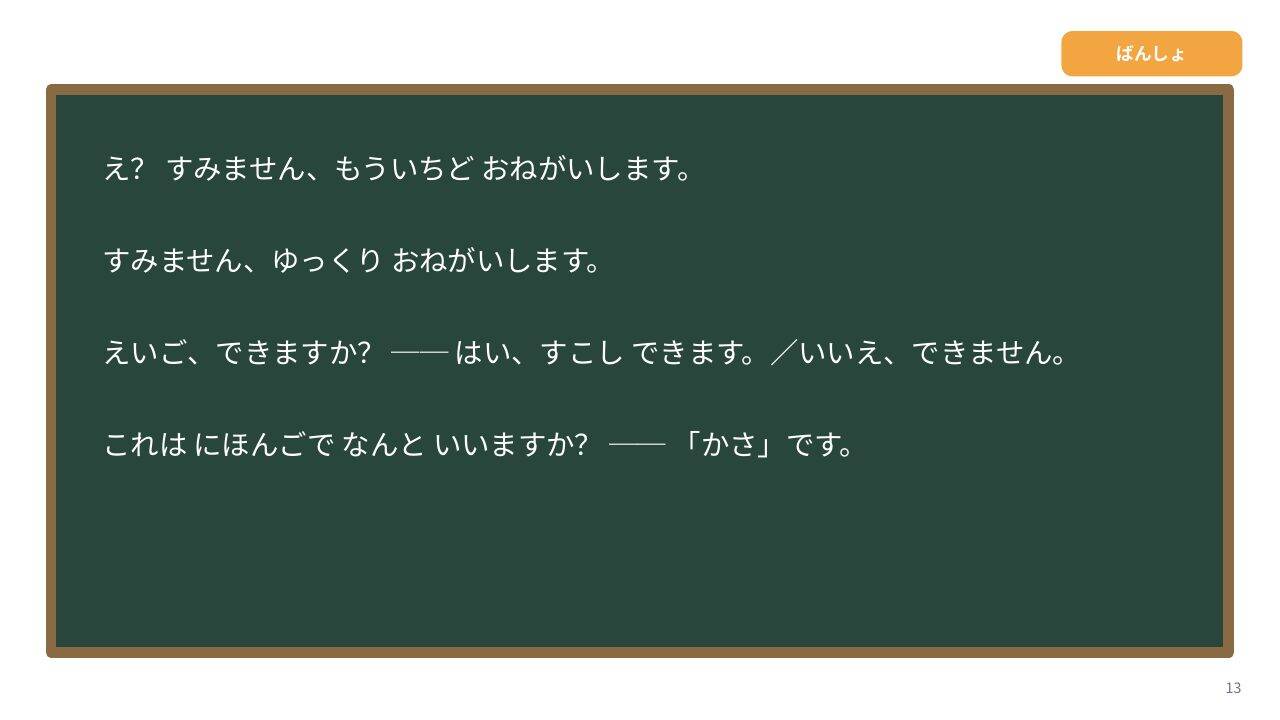 ばんしょ
え？ すみません、もういちど おねがいします。
すみません、ゆっくり おねがいします。
えいご、できますか？ ―― はい、すこし できます。／いいえ、できません。
これは にほんごで なんと いいますか？ ―― 「かさ」です。
13